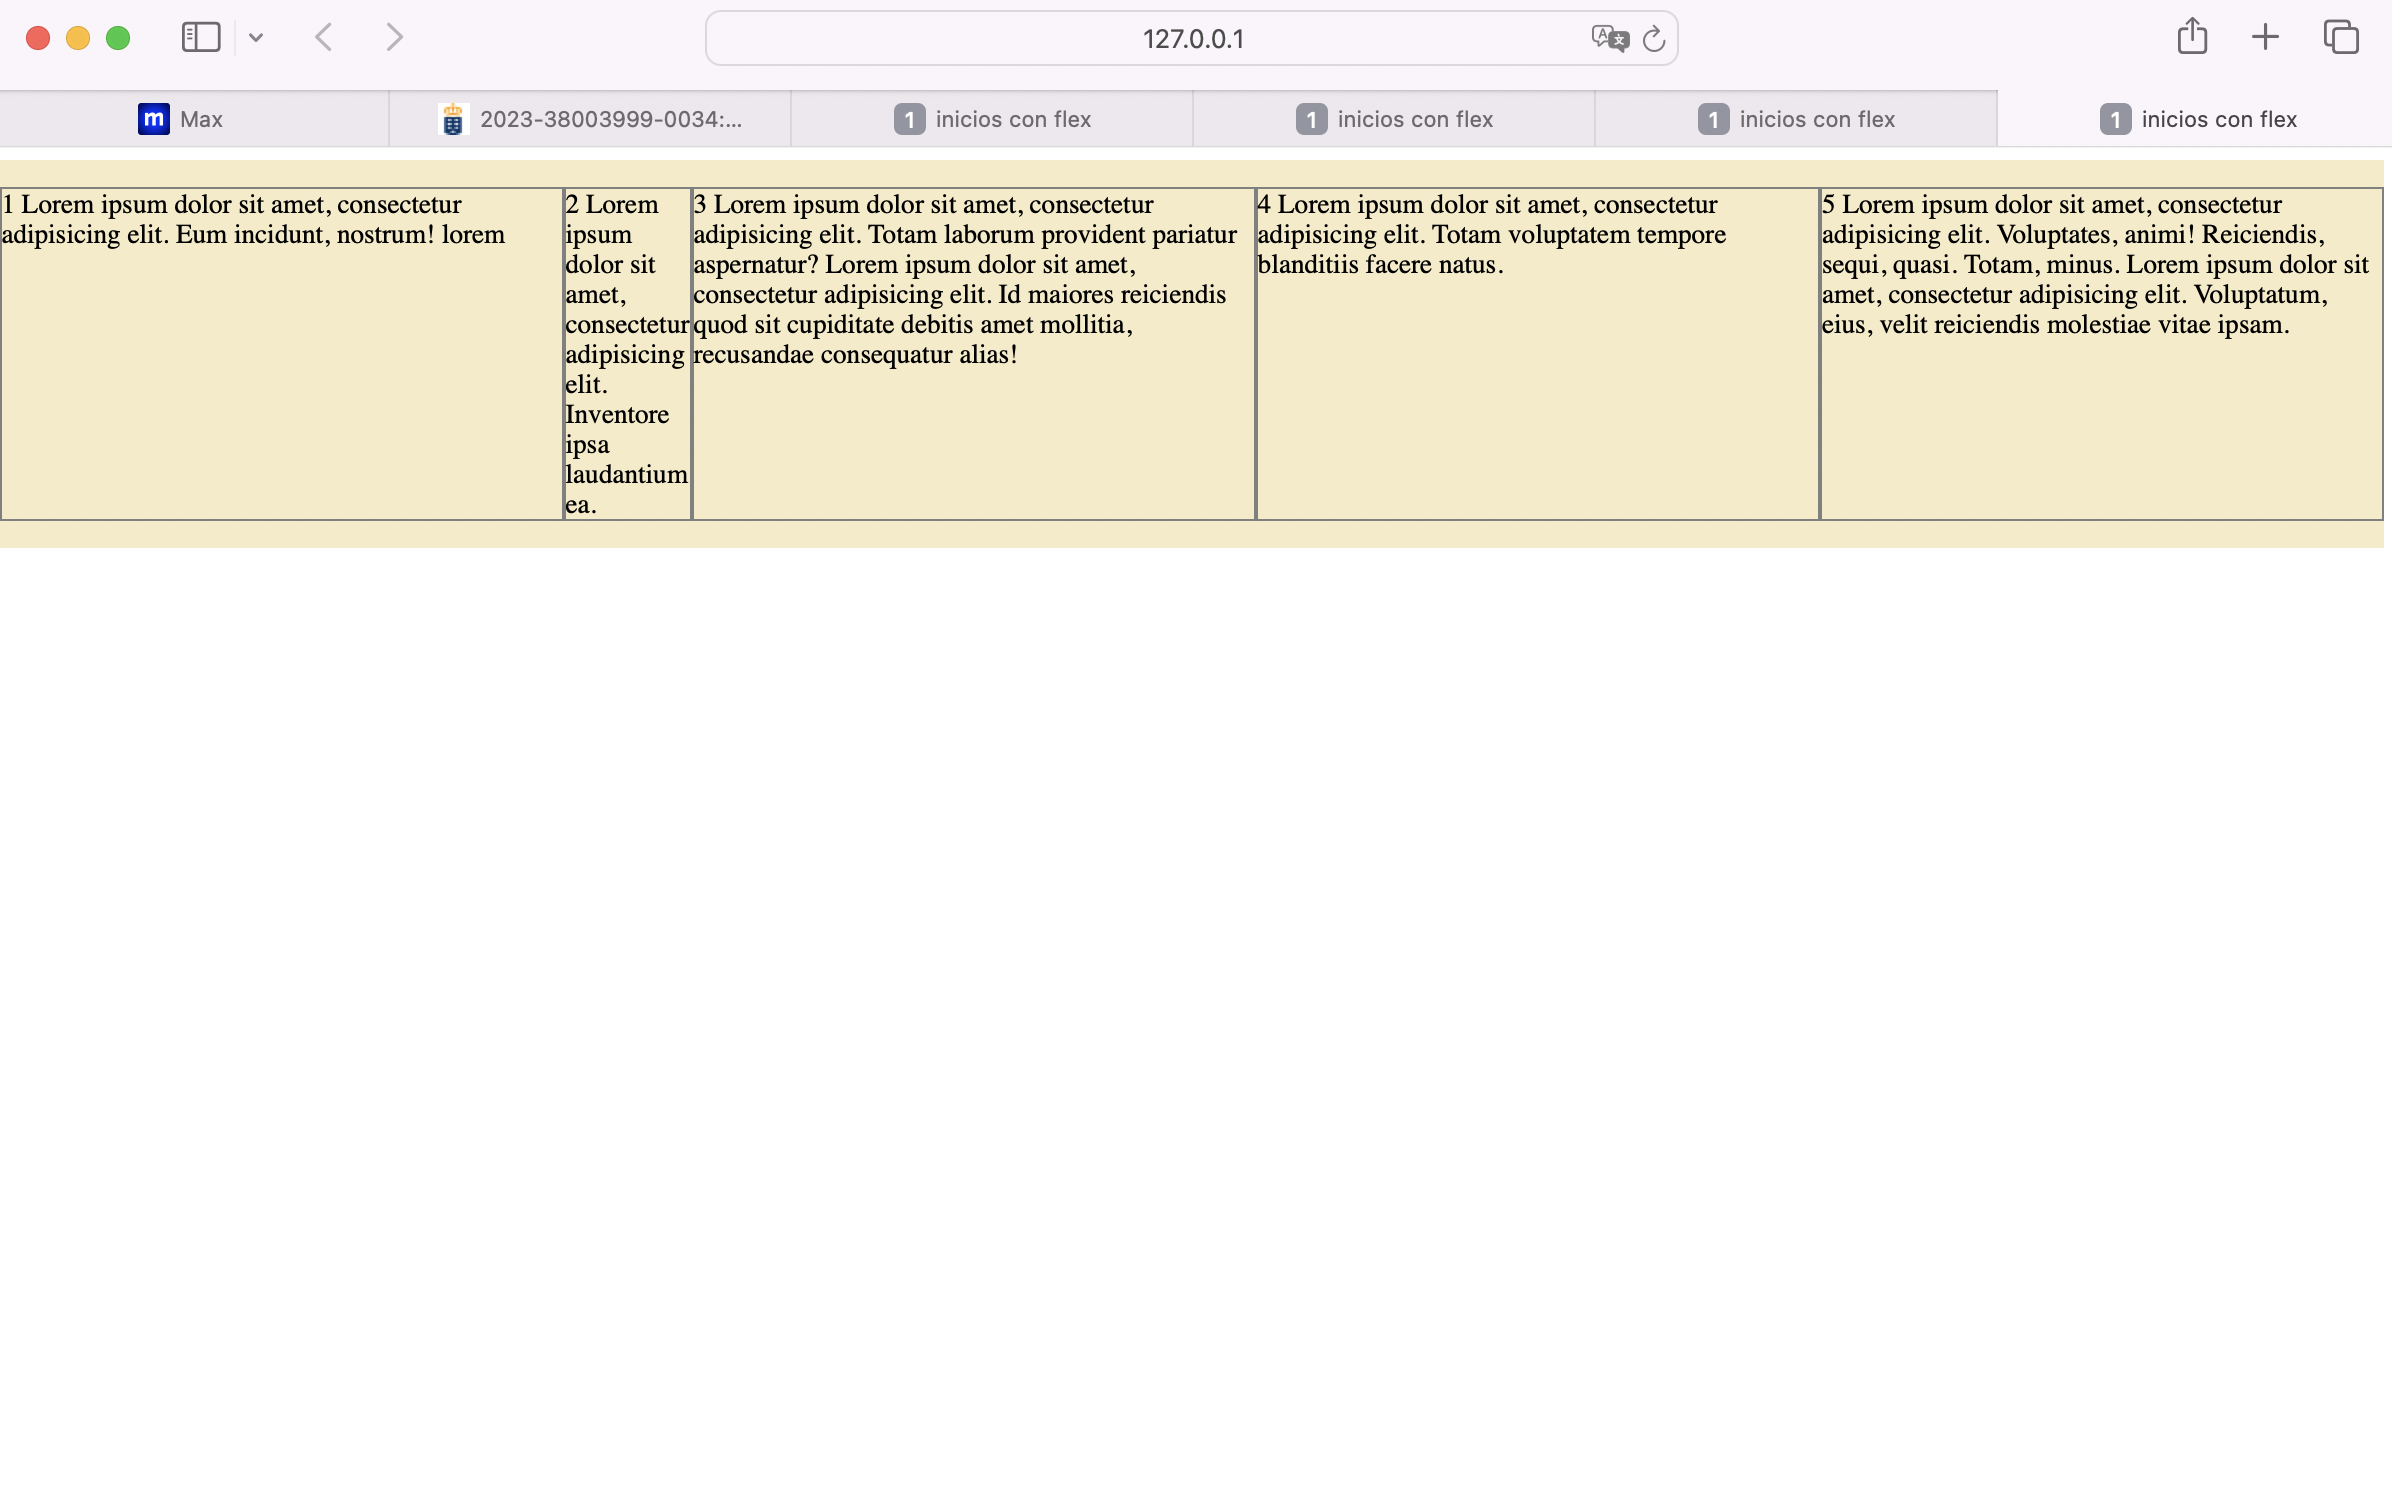 127.0.0.1
m Max
2023-38003999-0034:...
1 inicios con flex
1 inicios con flex
1 inicios con flex
1 inicios con flex
1 Lorem ipsum dolor sit amet, consectetur
adipisicing elit. Eum incidunt, nostrum! lorem
2 Lorem
ipsum
dolor sit
amet,
consectetur
adipisicing
elit.
Inventore
ipsa
laudantium
ea.
3 Lorem ipsum dolor sit amet, consectetur
adipisicing elit. Totam laborum provident pariatur
aspernatur? Lorem ipsum dolor sit amet,
consectetur adipisicing elit. Id maiores reiciendis
quod sit cupiditate debitis amet mollitia,
recusandae consequatur alias!
4 Lorem ipsum dolor sit amet, consectetur
adipisicing elit. Totam voluptatem tempore
blanditiis facere natus.
5 Lorem ipsum dolor sit amet, consectetur
adipisicing elit. Voluptates, animi! Reiciendis,
sequi, quasi. Totam, minus. Lorem ipsum dolor sit
amet, consectetur adipisicing elit. Voluptatum,
eius, velit reiciendis molestiae vitae ipsam.